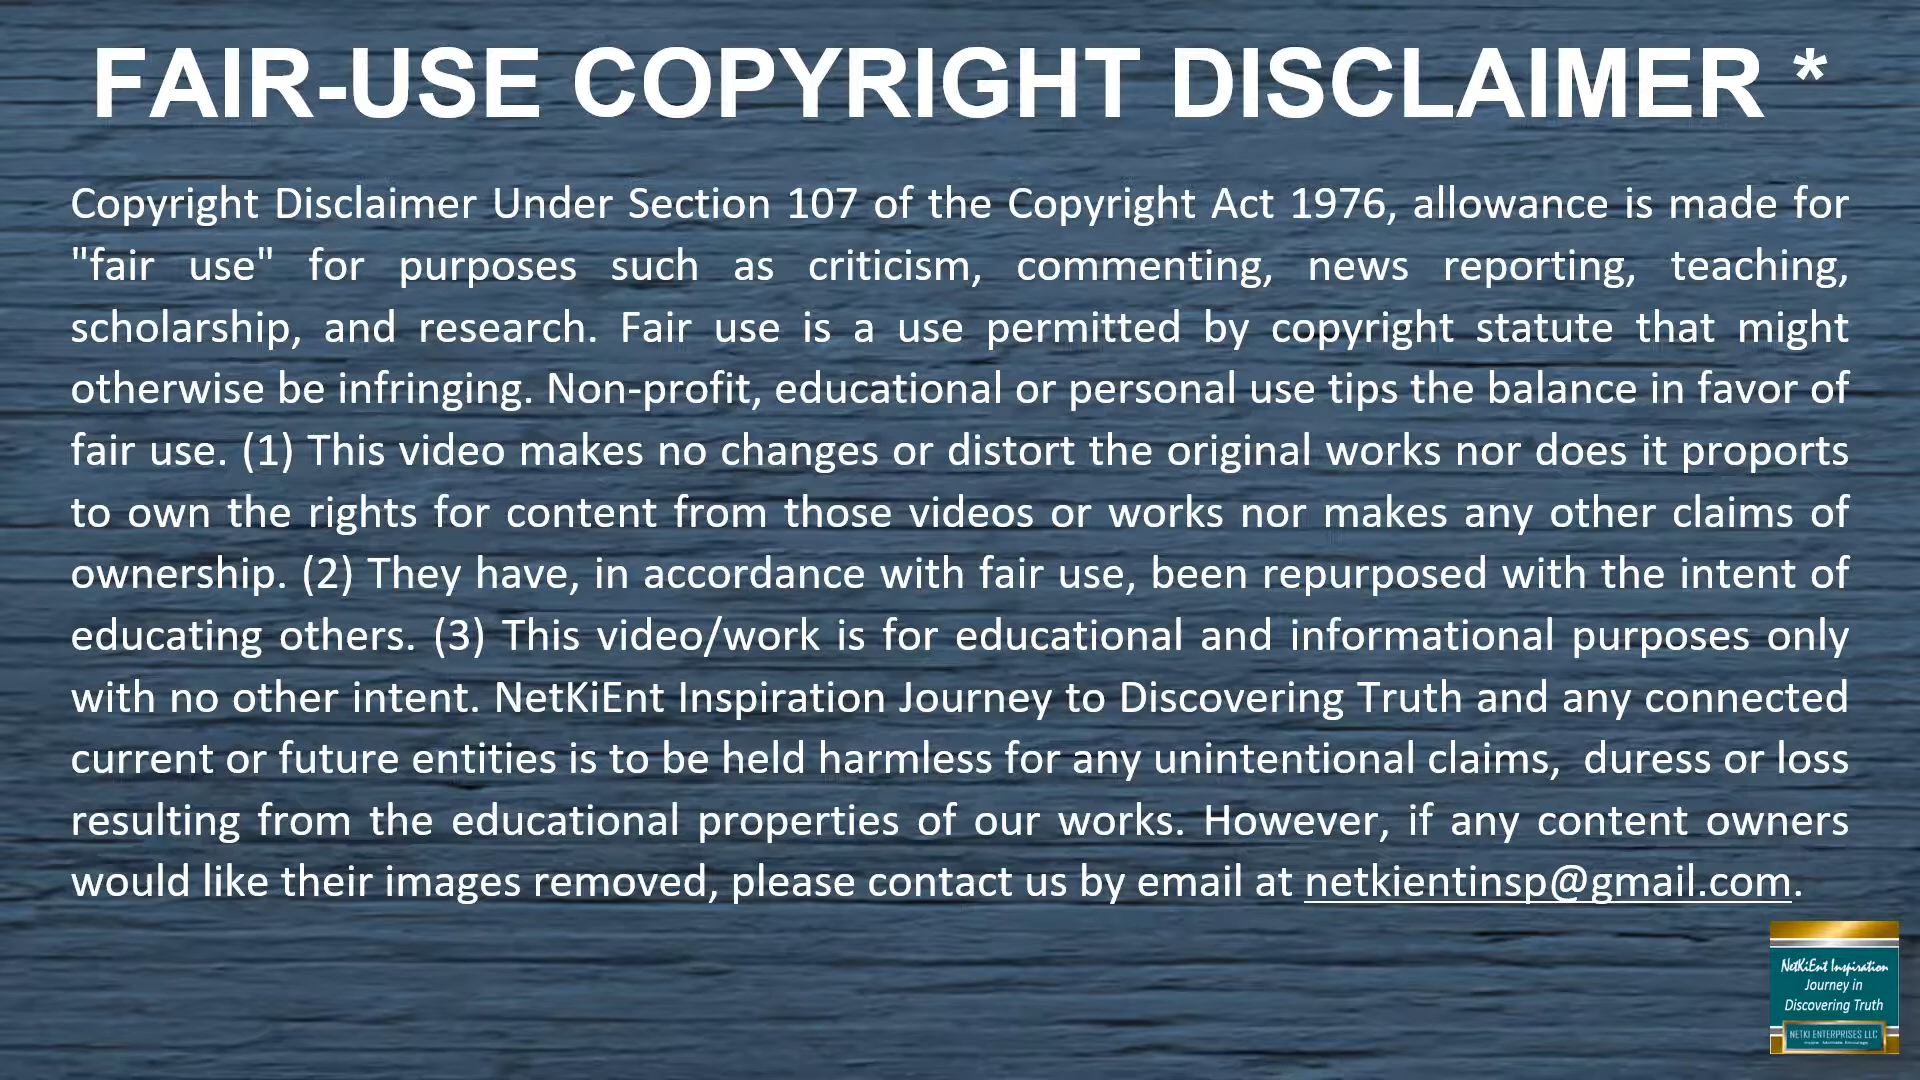 FAIR-USE COPYRIGHT DISCLAIMER *
Copyright Disclaimer Under Section 107 of the Copyright Act 1976, allowance is made for
"fair use" for purposes such as criticism, commenting, news reporting, teaching,
scholarship, and research. Fair use is a use permitted by copyright statute that might
otherwise be infringing. Non-profit, educational or personal use tips the balance in favor of
fair use. (1) This video makes no changes or distort the original works nor does it proports
to own the rights for content from those videos or works nor makes any other claims of
ownership. (2) They have, in accordance with fair use, been repurposed with the intent of
educating others. (3) This video/work is for educational and informational purposes only
with no other intent. NetKiEnt Inspiration Journey to Discovering Truth and any connected
current or future entities is to be held harmless for any unintentional claims,  duress or loss
resulting from the educational properties of our works. However, if any content owners
would like their images removed, please contact us by email at netkientinsp@gmail.com.
NetKiEnt Inspiration
Journey in
Discovering Truth
NETKI ENTERPRISES LLC